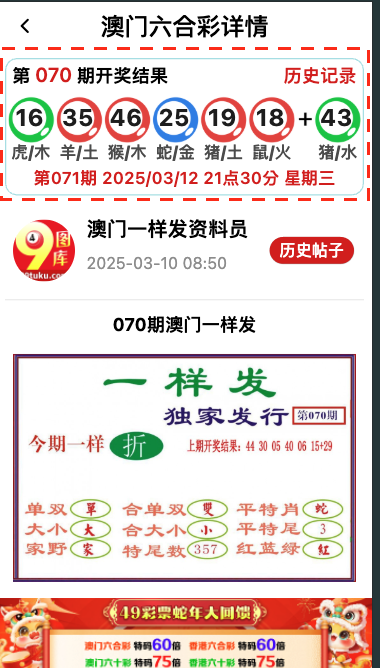 澳门六合彩详情
第 070 期开奖结果 历史记录
16 35 46 25 19 18 + 43
虎/木 羊/土 猴/木 蛇/金 猪/土 鼠/火 猪/水
第071期 2025/03/12 21点30分 星期三
澳门一样发资料员
2025-03-10 08:50
历史帖子
49图库
49tuku.com
070期澳门一样发
一样发
独家发行 第070期
今期一样 折 上期开奖结果: 44 30 05 40 06 15+29
单双 單 合单双 雙 平特肖 蛇
大小 大 合大小 小 平特尾 3
家野 家 特尾数 357 红蓝绿 红
49彩票蛇年大回馈
澳门六合彩 特码60倍 香港六合彩 特码60倍
澳门六十彩 特码75倍 香港六十彩 特码75倍